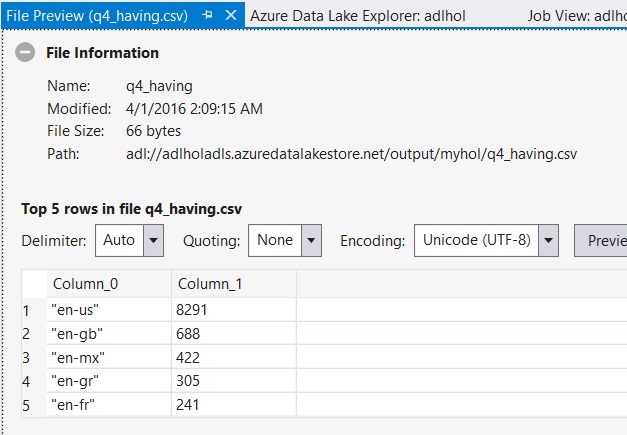 File Preview (q4_having.csv) Azure Data Lake Explorer: adlhol Job View: adlho
File Information
Name: q4_having
Modified: 4/1/2016 2:09:15 AM
File Size: 66 bytes
Path: adl://adlholadls.azuredatalakestore.net/output/myhol/q4_having.csv
Top 5 rows in file q4_having.csv
Delimiter: Auto Quoting: None Encoding: Unicode (UTF-8) Previe
Column_0 Column_1
1 "en-us" 8291
2 "en-gb" 688
3 "en-mx" 422
4 "en-gr" 305
5 "en-fr" 241